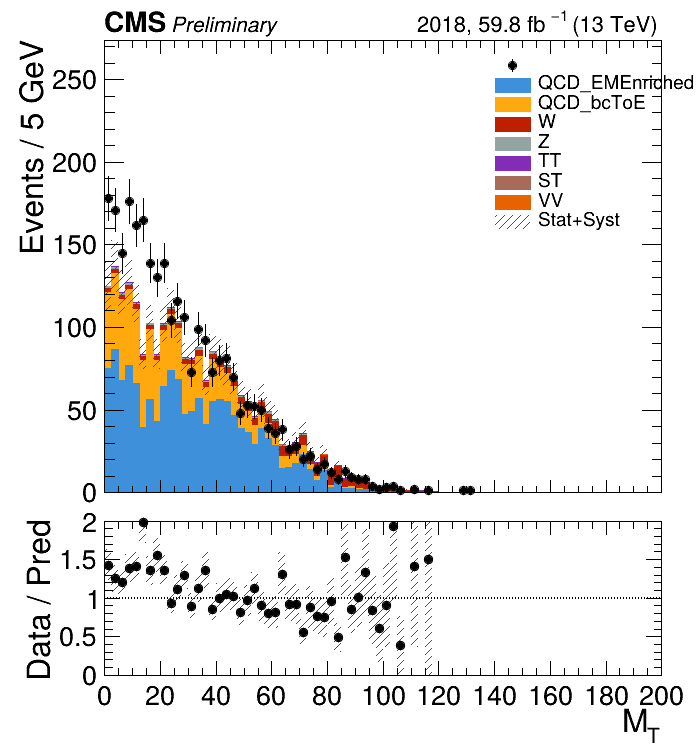 CMS Preliminary 2018, 59.8 fb⁻¹ (13 TeV)
Events / 5 GeV
250
200
150
100
50
0
QCD_EMEnriched
QCD_bcToE
W
Z
TT
ST
VV
Stat+Syst
Data / Pred
2
1.5
1
0.5
0
0 20 40 60 80 100 120 140 160 180 200
M_T